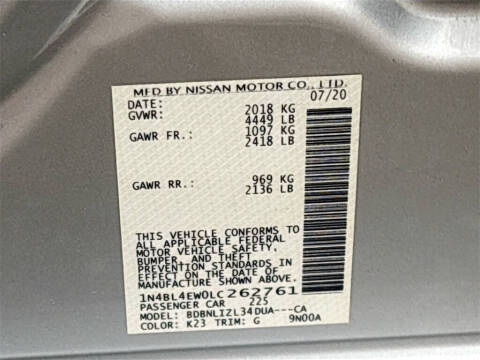 MFD BY NISSAN MOTOR CO., LTD.
DATE: 07/20
GVWR: 2018 KG
4449 LB
GAWR FR.: 1097 KG
2418 LB
GAWR RR.: 969 KG
2136 LB
THIS VEHICLE CONFORMS TO
ALL APPLICABLE FEDERAL
MOTOR VEHICLE SAFETY,
BUMPER, AND THEFT
PREVENTION STANDARDS IN
EFFECT ON THE DATE OF
MANUFACTURE SHOWN ABOVE.
1N4BL4EW0LC262761
PASSENGER CAR 225
MODEL: BDBNLIZL34DUA---CA
COLOR: K23 TRIM: G 9N00A